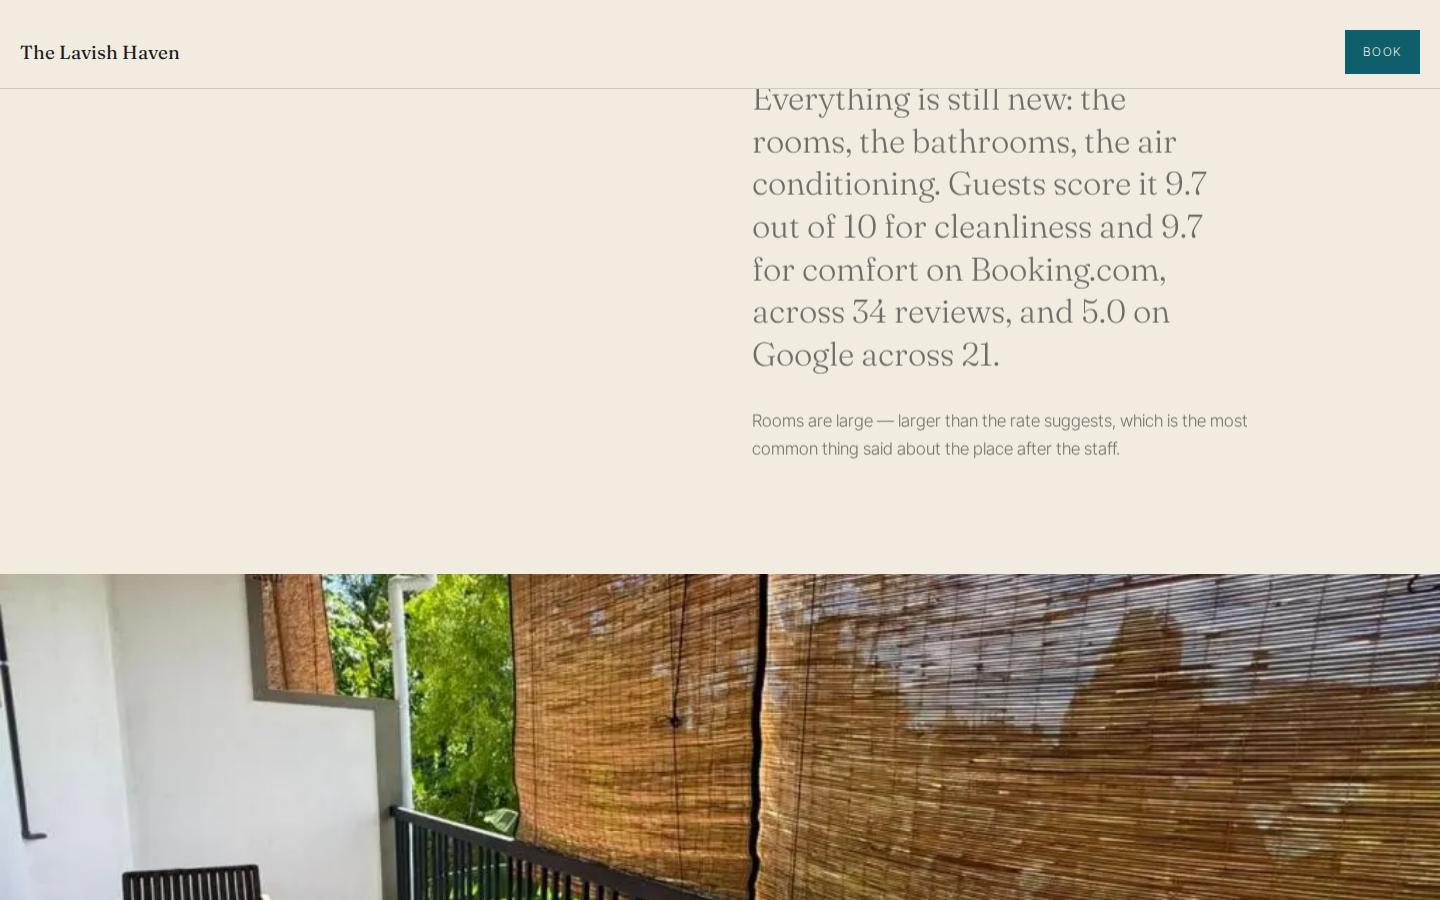 The Lavish Haven
BOOK
Everything is still new: the
rooms, the bathrooms, the air
conditioning. Guests score it 9.7
out of 10 for cleanliness and 9.7
for comfort on Booking.com,
across 34 reviews, and 5.0 on
Google across 21.
Rooms are large — larger than the rate suggests, which is the most
common thing said about the place after the staff.